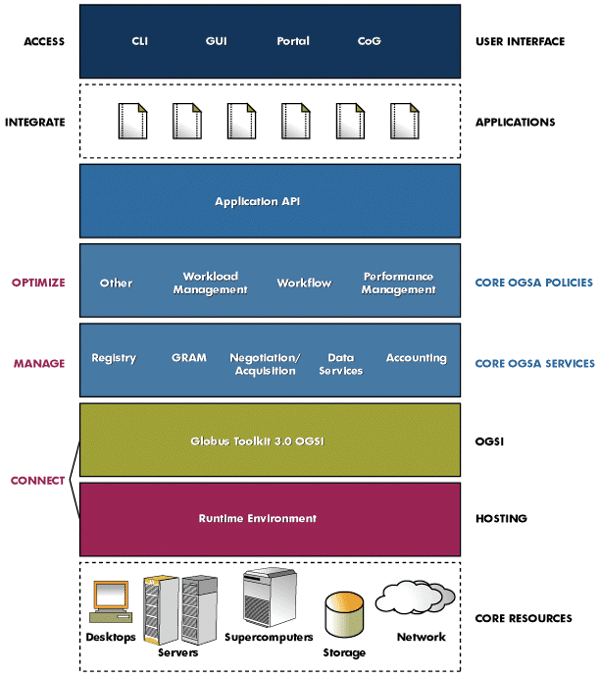 ACCESS
CLI GUI Portal CoG
USER INTERFACE
INTEGRATE
APPLICATIONS
Application API
OPTIMIZE
Other
Workload
Management
Workflow
Performance
Management
CORE OGSA POLICIES
MANAGE
Registry
GRAM
Negotiation/
Acquisition
Data
Services
Accounting
CORE OGSA SERVICES
Globus Toolkit 3.0 OGSI
OGSI
CONNECT
Runtime Environment
HOSTING
Desktops
Servers
Supercomputers
Storage
Network
CORE RESOURCES